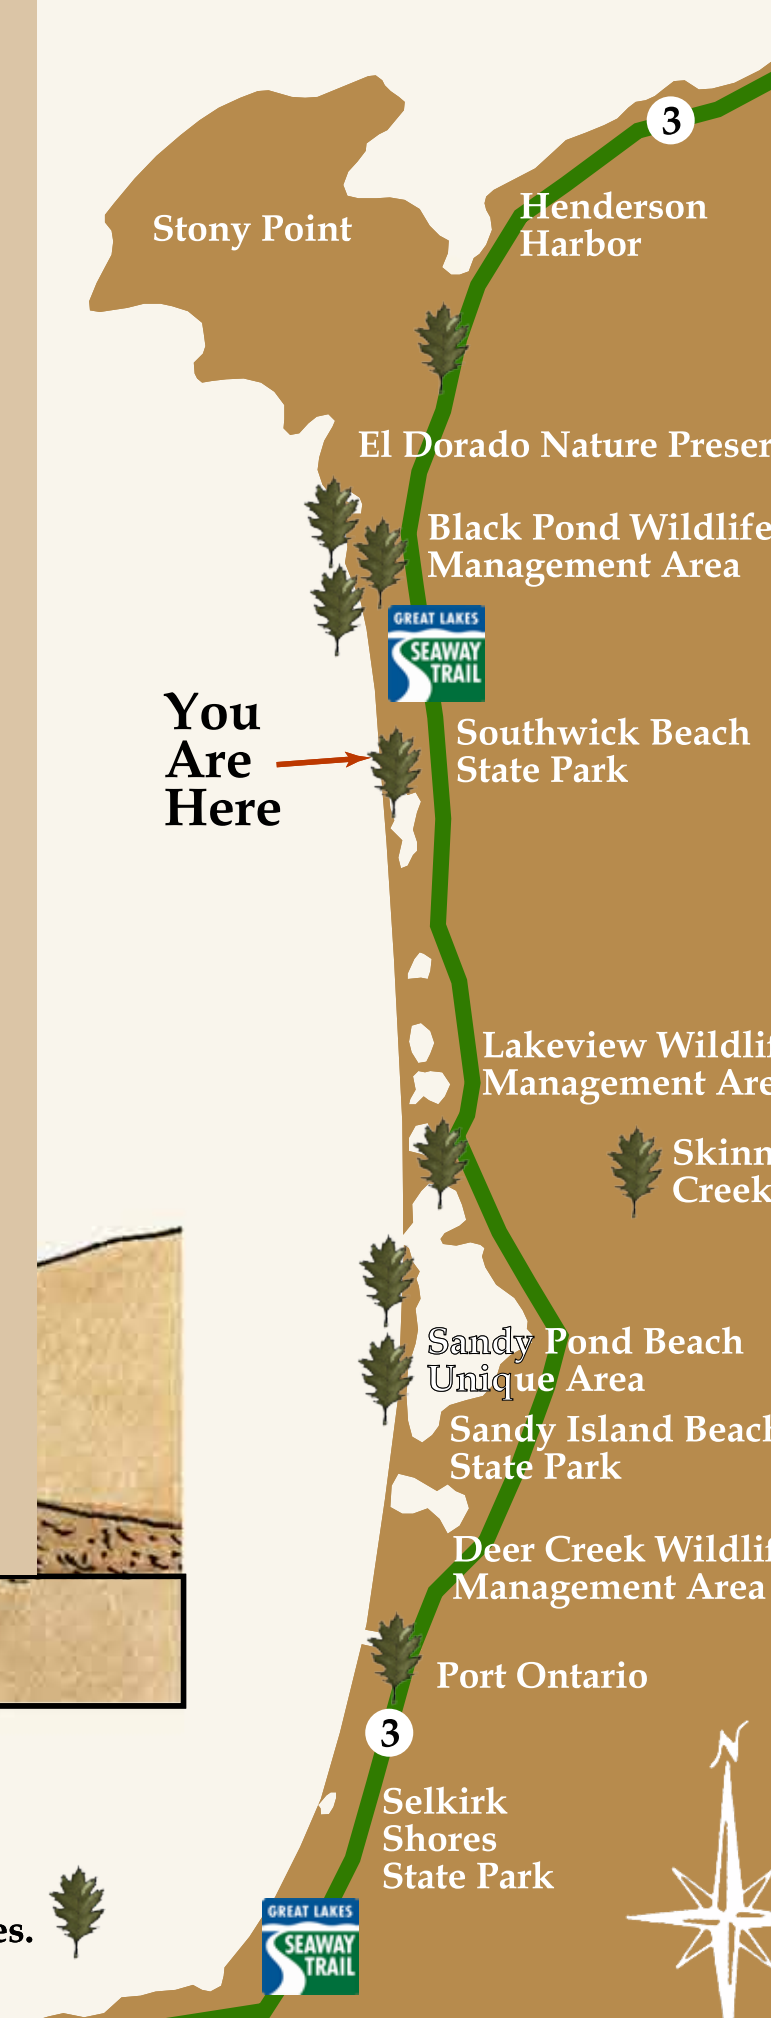 3
Henderson
Harbor
Stony Point
El Dorado Nature Preser
Black Pond Wildlife
Management Area
GREAT LAKES
SEAWAY
TRAIL
You
Are
Here
Southwick Beach
State Park
Lakeview Wildlif
Management Are
Skinn
Creek
Sandy Pond Beach
Unique Area
Sandy Island Beach
State Park
Deer Creek Wildlif
Management Area
Port Ontario
3
N
Selkirk
Shores
State Park
es.
GREAT LAKES
SEAWAY
TRAIL